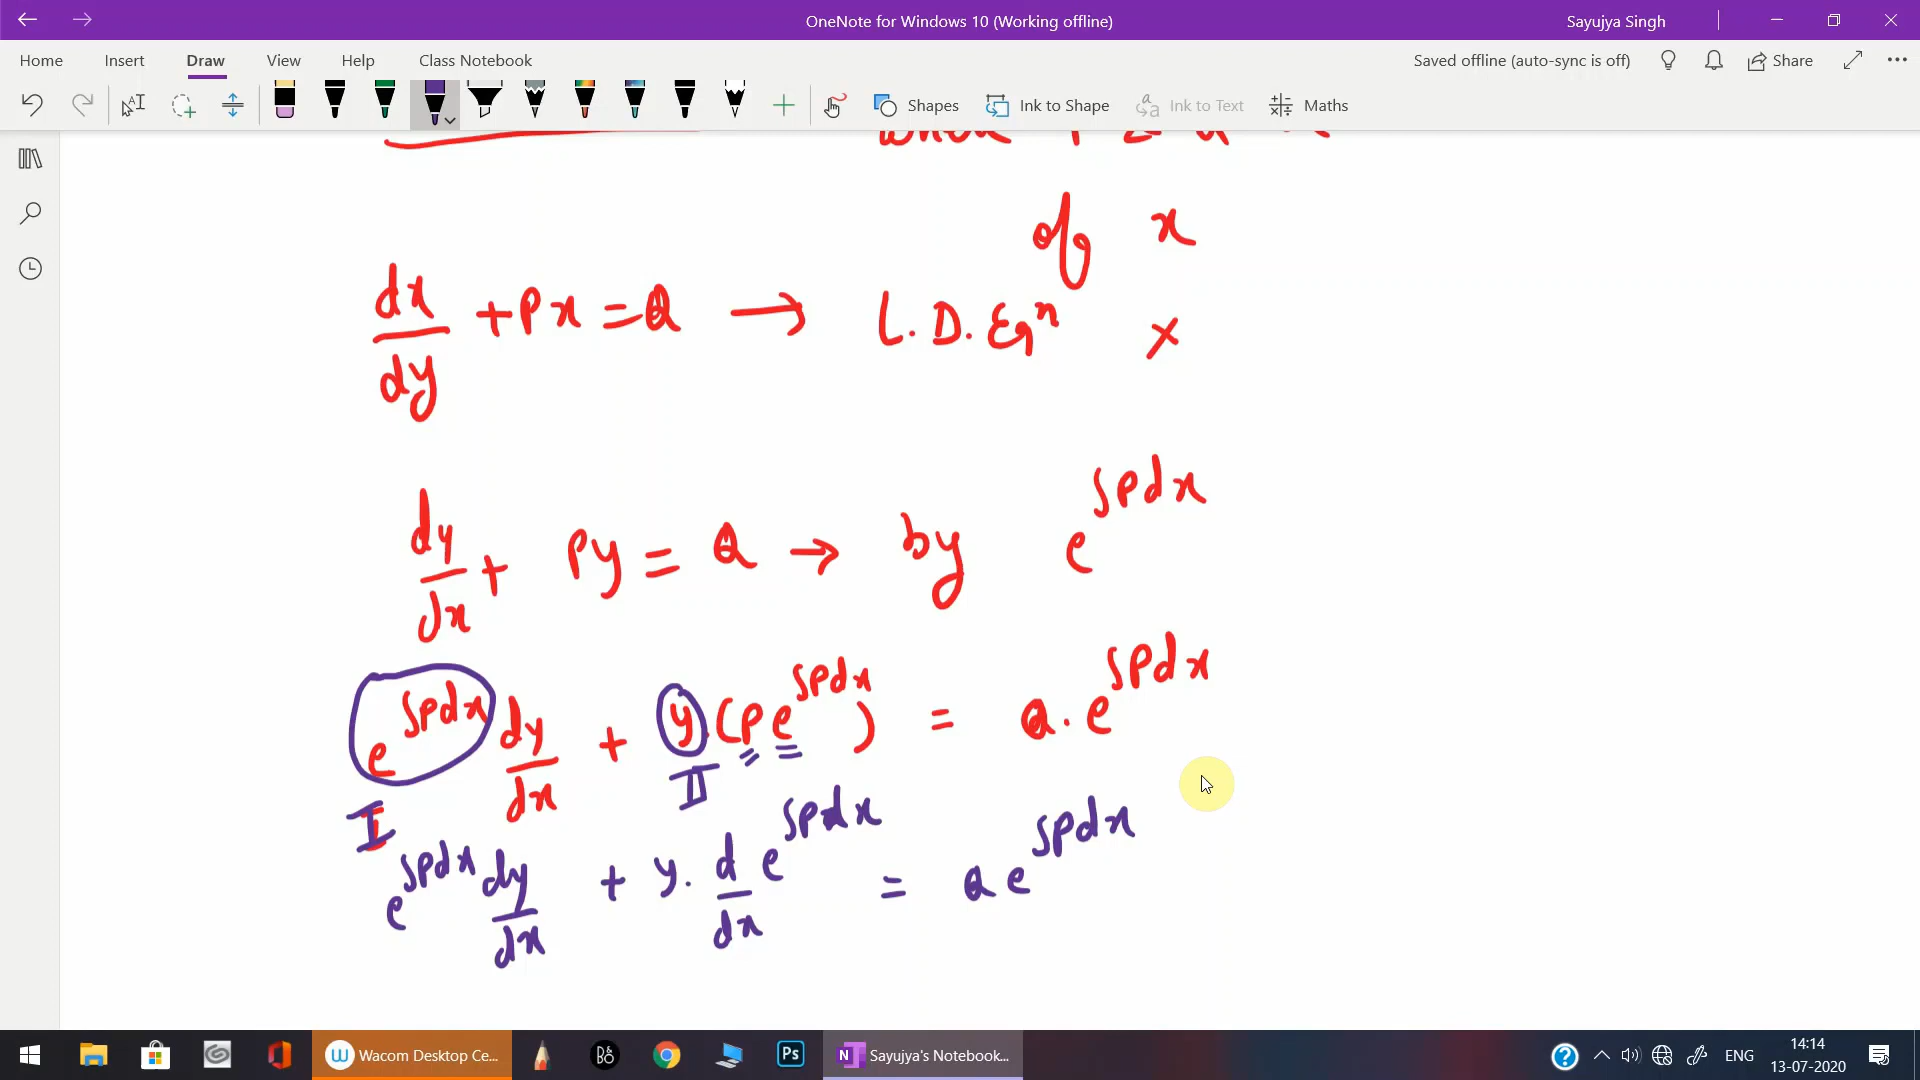 OneNote for Windows 10 (Working offline)
Sayujya Singh
Home Insert Draw View Help Class Notebook
Saved offline (auto-sync is off) Share
Shapes Ink to Shape Ink to Text Maths
of x
dx/dy + Px = Q → L.D.Eqⁿ x
dy/dx + Py = Q → by e^∫Pdx
e^∫Pdx dy/dx + y.(Pe^∫Pdx) = Q.e^∫Pdx
I II
e^∫Pdx dy/dx + y. d/dx e^∫Pdx = Qe^∫Pdx
Wacom Desktop Ce...
Sayujya's Notebook...
ENG
14:14
13-07-2020